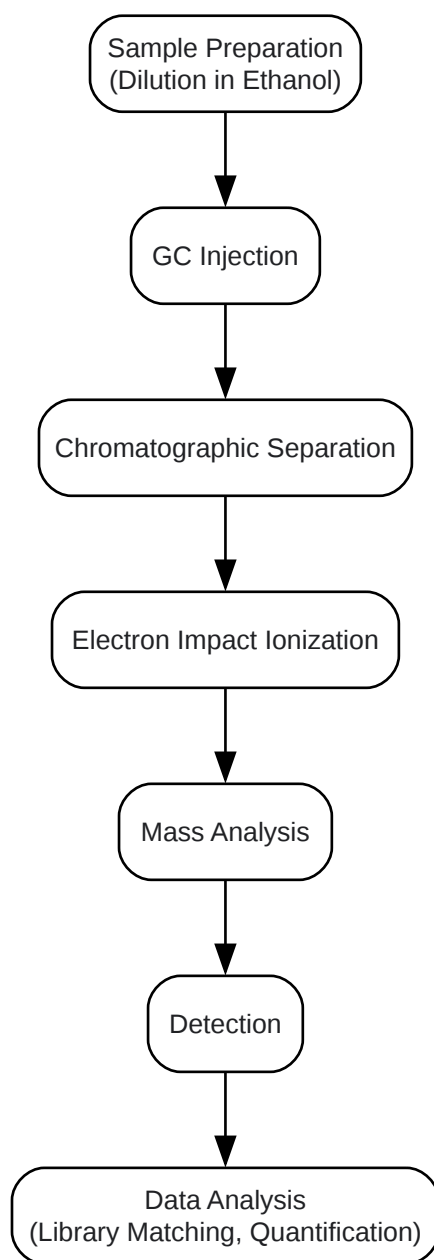 Sample Preparation
(Dilution in Ethanol)
GC Injection
Chromatographic Separation
Electron Impact Ionization
Mass Analysis
Detection
Data Analysis
(Library Matching, Quantification)